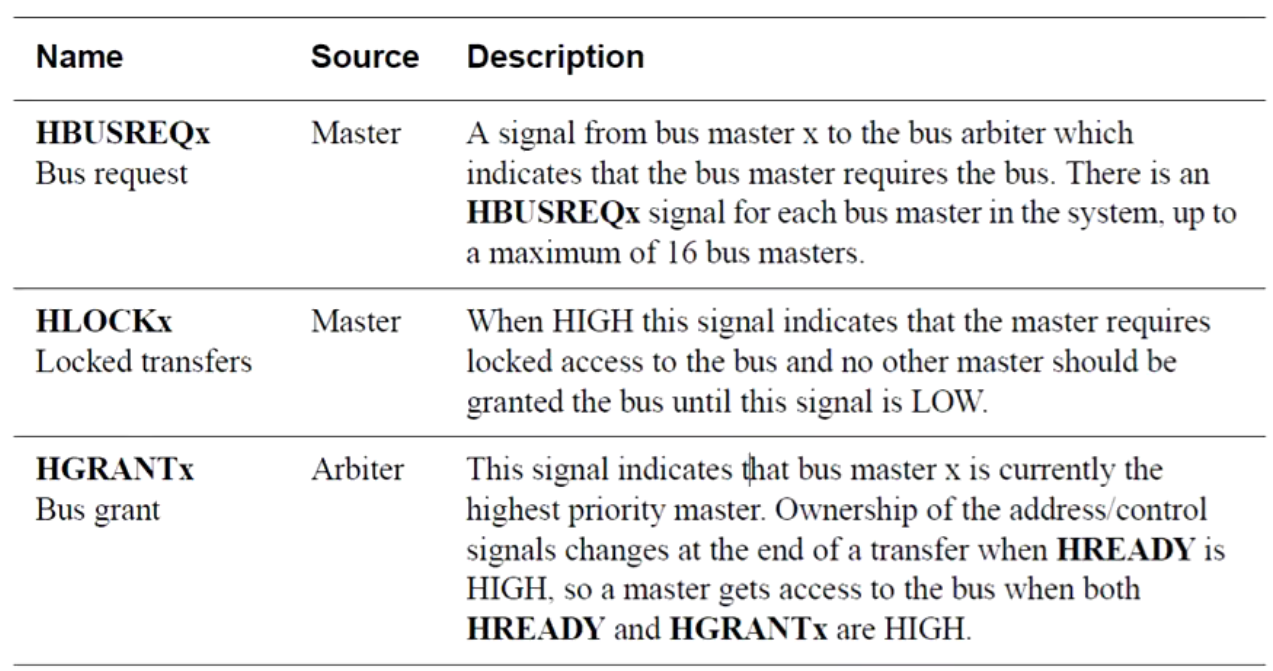 Name Source Description
HBUSREQx Master A signal from bus master x to the bus arbiter which
Bus request indicates that the bus master requires the bus. There is an
HBUSREQx signal for each bus master in the system, up to
a maximum of 16 bus masters.
HLOCKx Master When HIGH this signal indicates that the master requires
Locked transfers locked access to the bus and no other master should be
granted the bus until this signal is LOW.
HGRANTx Arbiter This signal indicates that bus master x is currently the
Bus grant highest priority master. Ownership of the address/control
signals changes at the end of a transfer when HREADY is
HIGH, so a master gets access to the bus when both
HREADY and HGRANTx are HIGH.